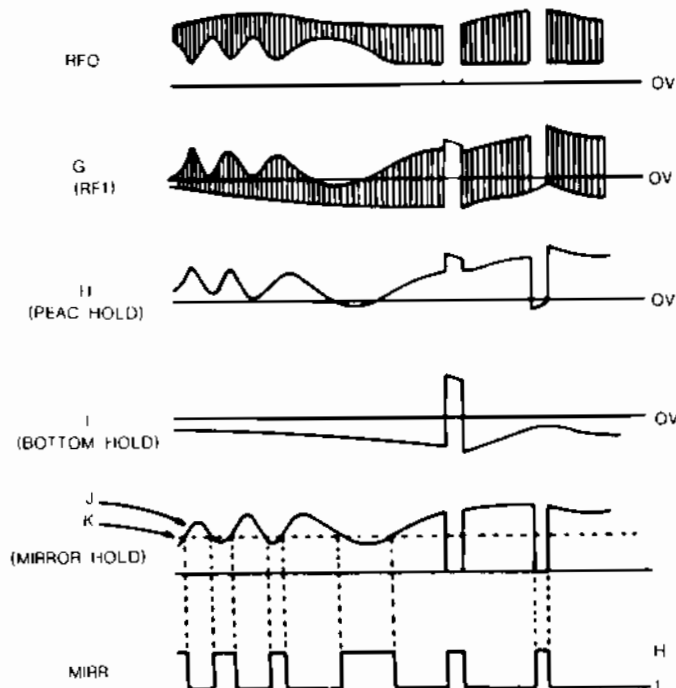 RFO
OV
G
(RF1)
OV
H
(PEAC HOLD)
OV
I
(BOTTOM HOLD)
OV
J
K
(MIRROR HOLD)
MIRR
H
L